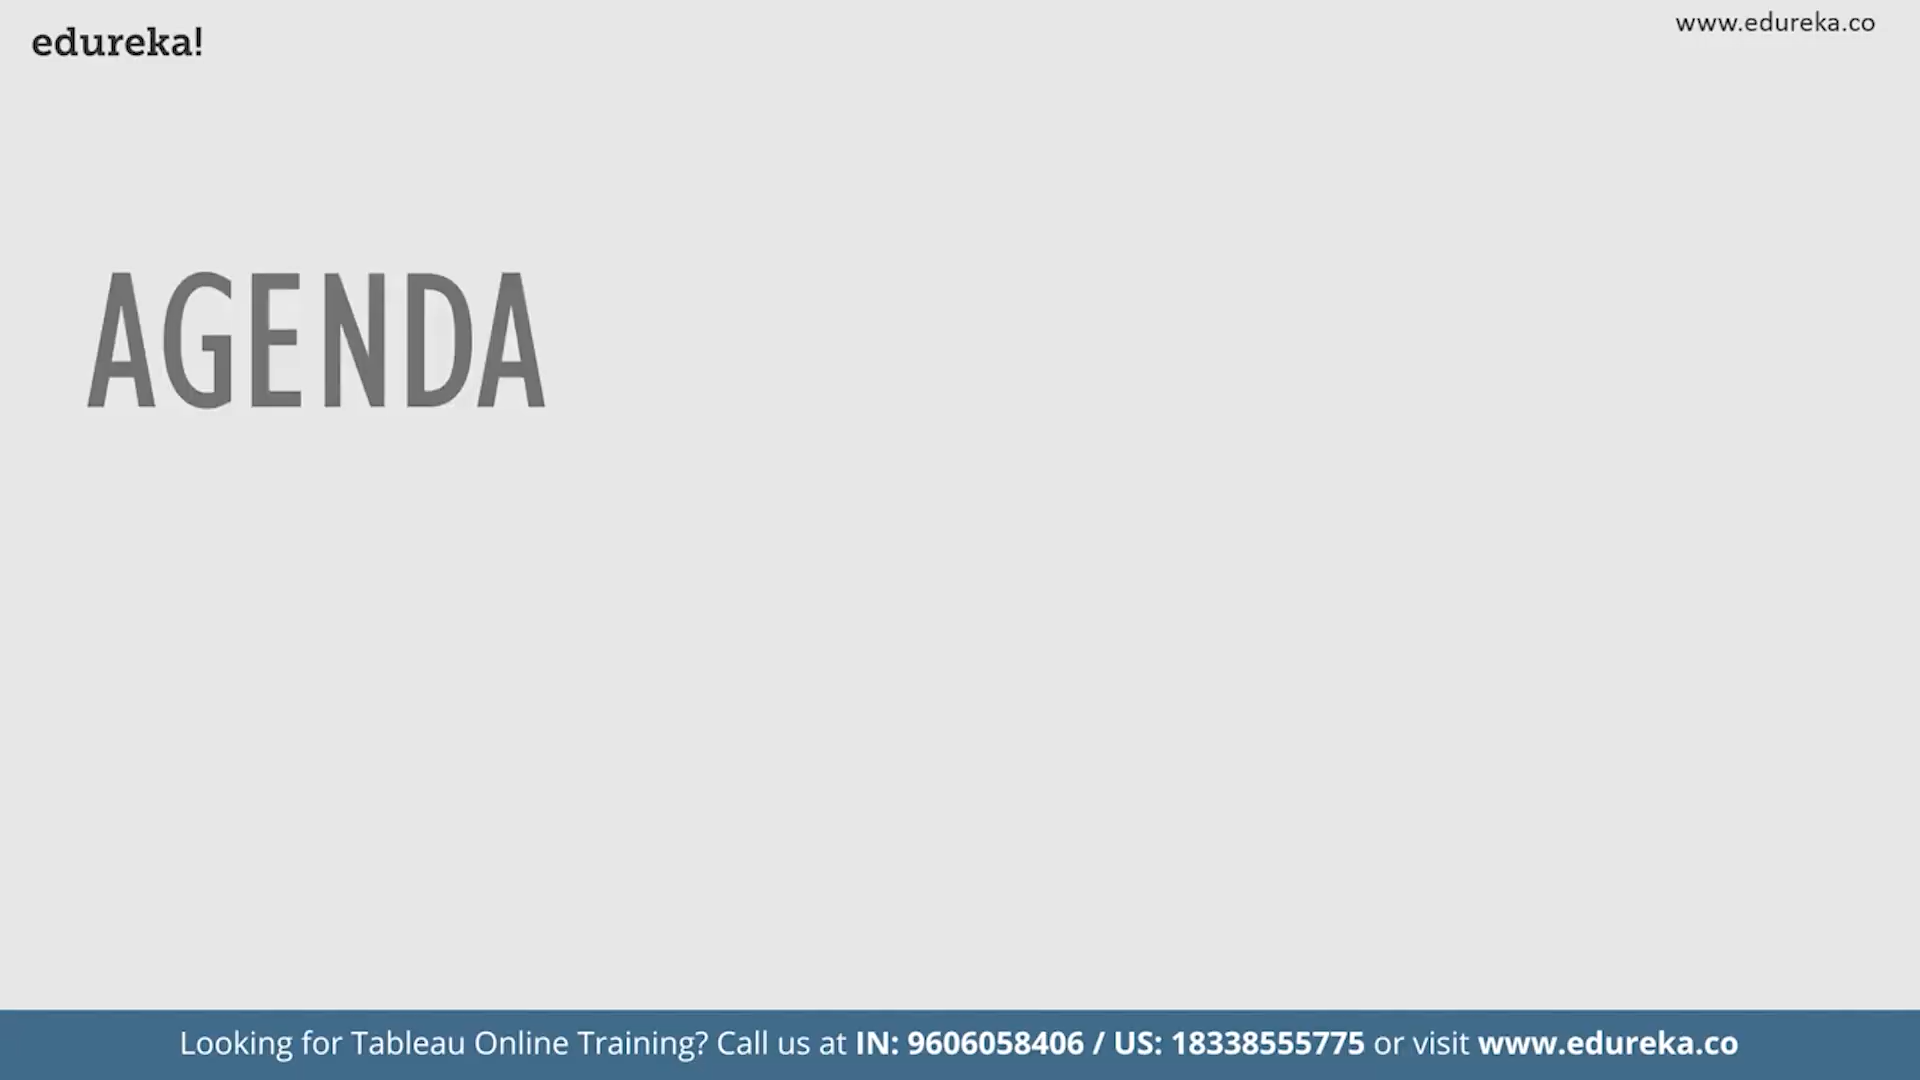 edureka!
www.edureka.co
AGENDA
Looking for Tableau Online Training? Call us at IN: 9606058406 / US: 18338555775 or visit www.edureka.co